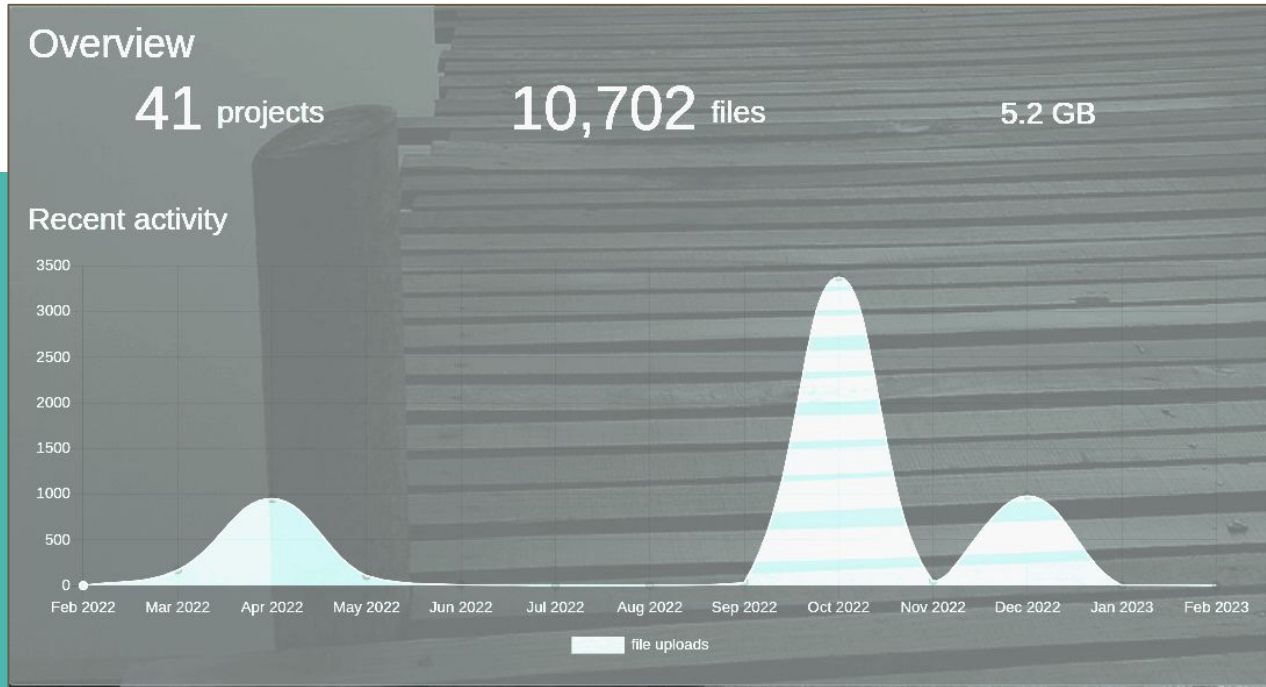 Overview
41 projects 10,702 files 5.2 GB
Recent activity
3500
3000
2500
2000
1500
1000
500
0
Feb 2022 Mar 2022 Apr 2022 May 2022 Jun 2022 Jul 2022 Aug 2022 Sep 2022 Oct 2022 Nov 2022 Dec 2022 Jan 2023 Feb 2023
file uploads